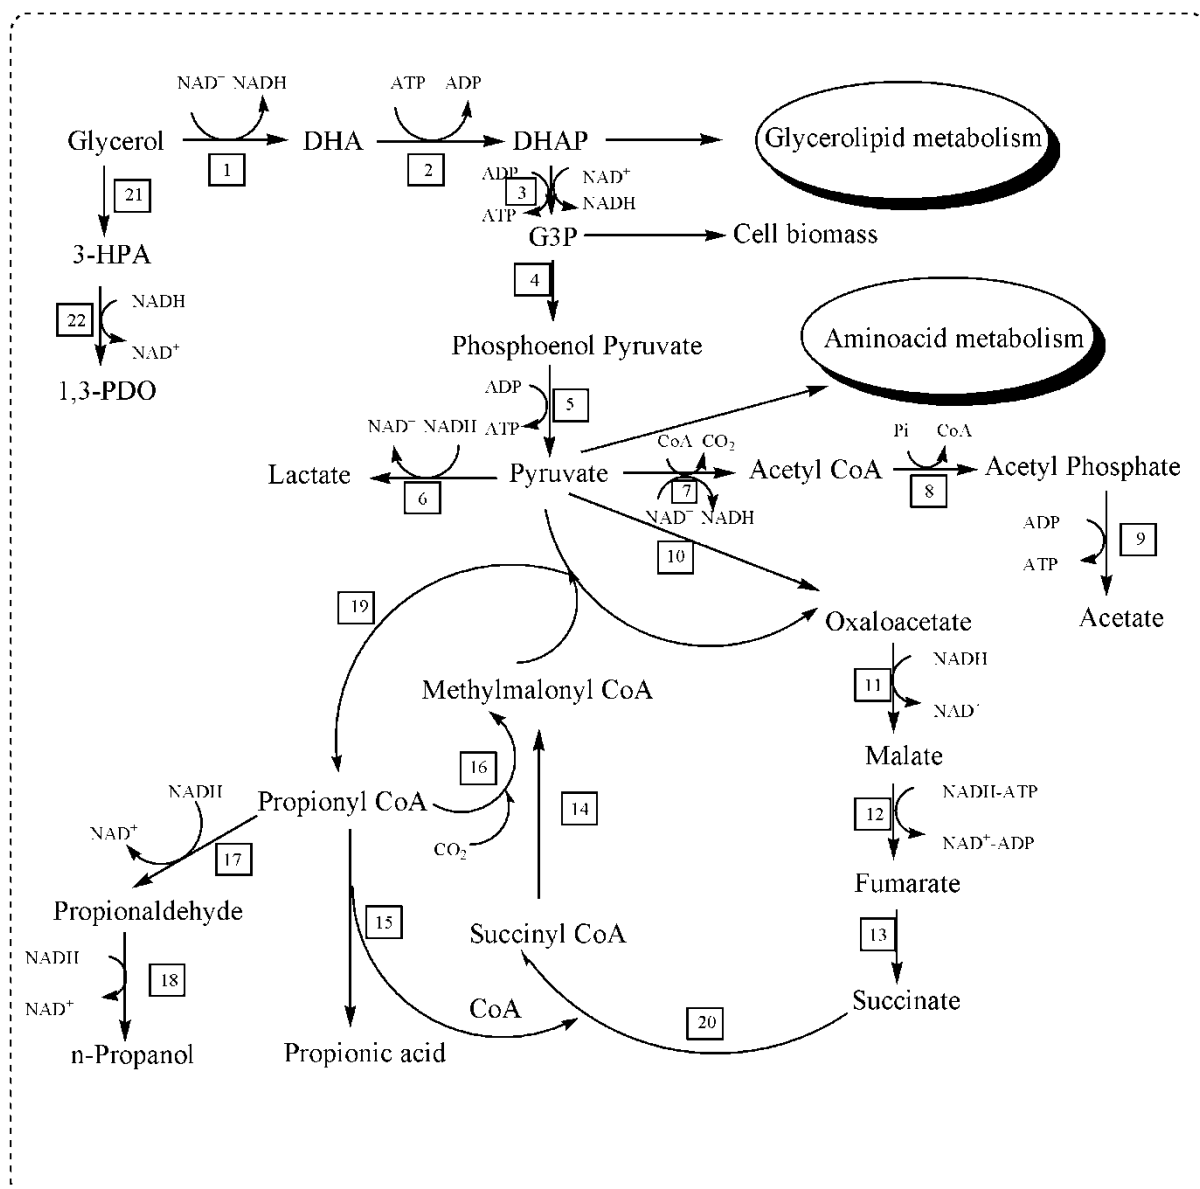 NAD⁻ NADH
ATP ADP
Glycerol
DHA
DHAP
Glycerolipid metabolism
1
2
21
ADP
3
NAD⁺
ATP
NADH
3-HPA
G3P
Cell biomass
4
22
NADH
NAD⁺
1,3-PDO
Phosphoenol Pyruvate
Aminoacid metabolism
ADP
5
ATP
NAD⁻ NADH
Pi CoA
CoA CO₂
Lactate
Pyruvate
Acetyl CoA
Acetyl Phosphate
6
7
8
NAD⁻ NADH
10
ADP
9
ATP
19
Oxaloacetate
Acetate
NADH
11
NAD⁻
Methylmalonyl CoA
Malate
16
14
NADH
Propionyl CoA
NADH-ATP
12
NAD⁺-ADP
NAD⁺
CO₂
17
Fumarate
Propionaldehyde
15
Succinyl CoA
13
NADH
18
NAD⁺
CoA
20
Succinate
n-Propanol
Propionic acid